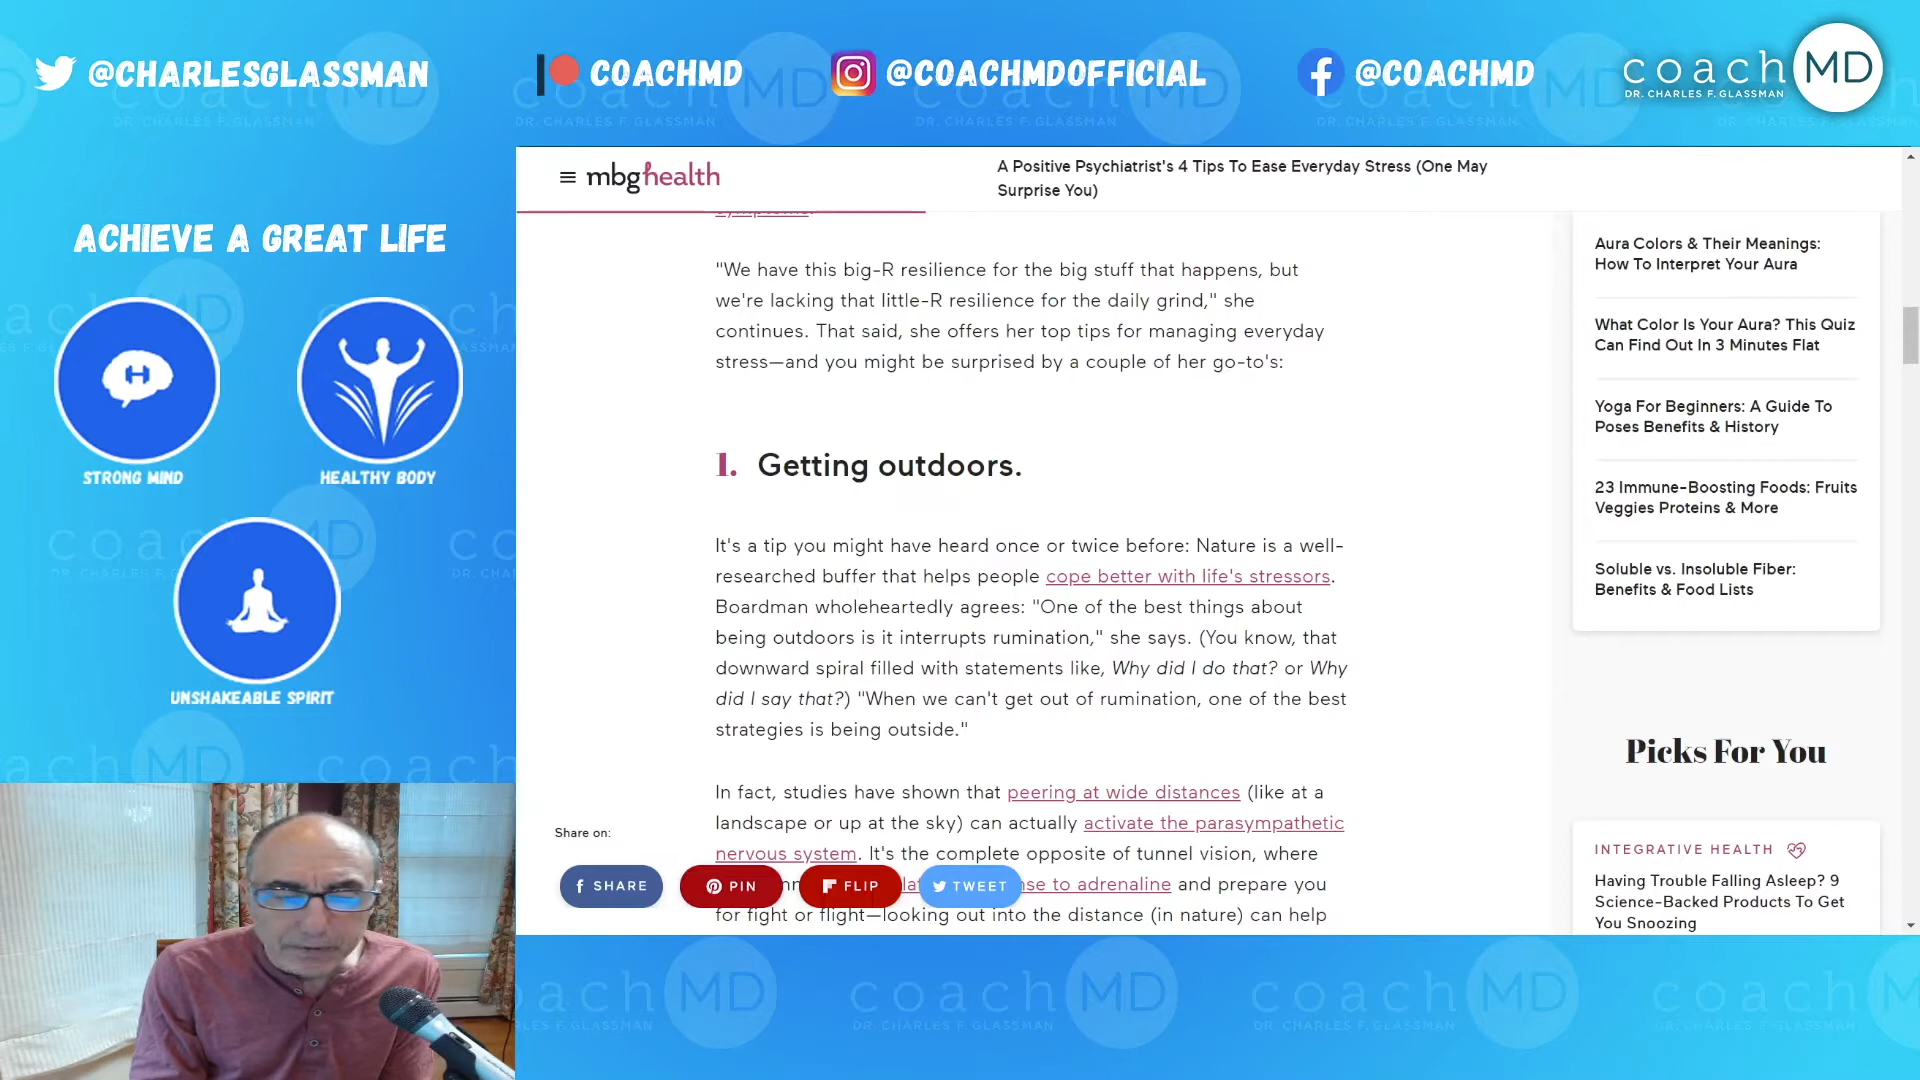 @CHARLESGLASSMAN
COACHMD
@COACHMDOFFICIAL
@COACHMD
coach MD
DR. CHARLES F. GLASSMAN
ACHIEVE A GREAT LIFE
STRONG MIND
HEALTHY BODY
UNSHAKEABLE SPIRIT
mbghealth
A Positive Psychiatrist's 4 Tips To Ease Everyday Stress (One May
Surprise You)
"We have this big-R resilience for the big stuff that happens, but
we're lacking that little-R resilience for the daily grind," she
continues. That said, she offers her top tips for managing everyday
stress—and you might be surprised by a couple of her go-to's:
1. Getting outdoors.
It's a tip you might have heard once or twice before: Nature is a well-
researched buffer that helps people cope better with life's stressors.
Boardman wholeheartedly agrees: "One of the best things about
being outdoors is it interrupts rumination," she says. (You know, that
downward spiral filled with statements like, Why did I do that? or Why
did I say that?) "When we can't get out of rumination, one of the best
strategies is being outside."
In fact, studies have shown that peering at wide distances (like at a
landscape or up at the sky) can actually activate the parasympathetic
nervous system. It's the complete opposite of tunnel vision, where
to adrenaline and prepare you
for fight or flight—looking out into the distance (in nature) can help
Share on:
SHARE
PIN
FLIP
TWEET
Aura Colors & Their Meanings:
How To Interpret Your Aura
What Color Is Your Aura? This Quiz
Can Find Out In 3 Minutes Flat
Yoga For Beginners: A Guide To
Poses Benefits & History
23 Immune-Boosting Foods: Fruits
Veggies Proteins & More
Soluble vs. Insoluble Fiber:
Benefits & Food Lists
Picks For You
INTEGRATIVE HEALTH
Having Trouble Falling Asleep? 9
Science-Backed Products To Get
You Snoozing
coach MD
DR. CHARLES F. GLASSMAN
coach MD
DR. CHARLES F. GLASSMAN